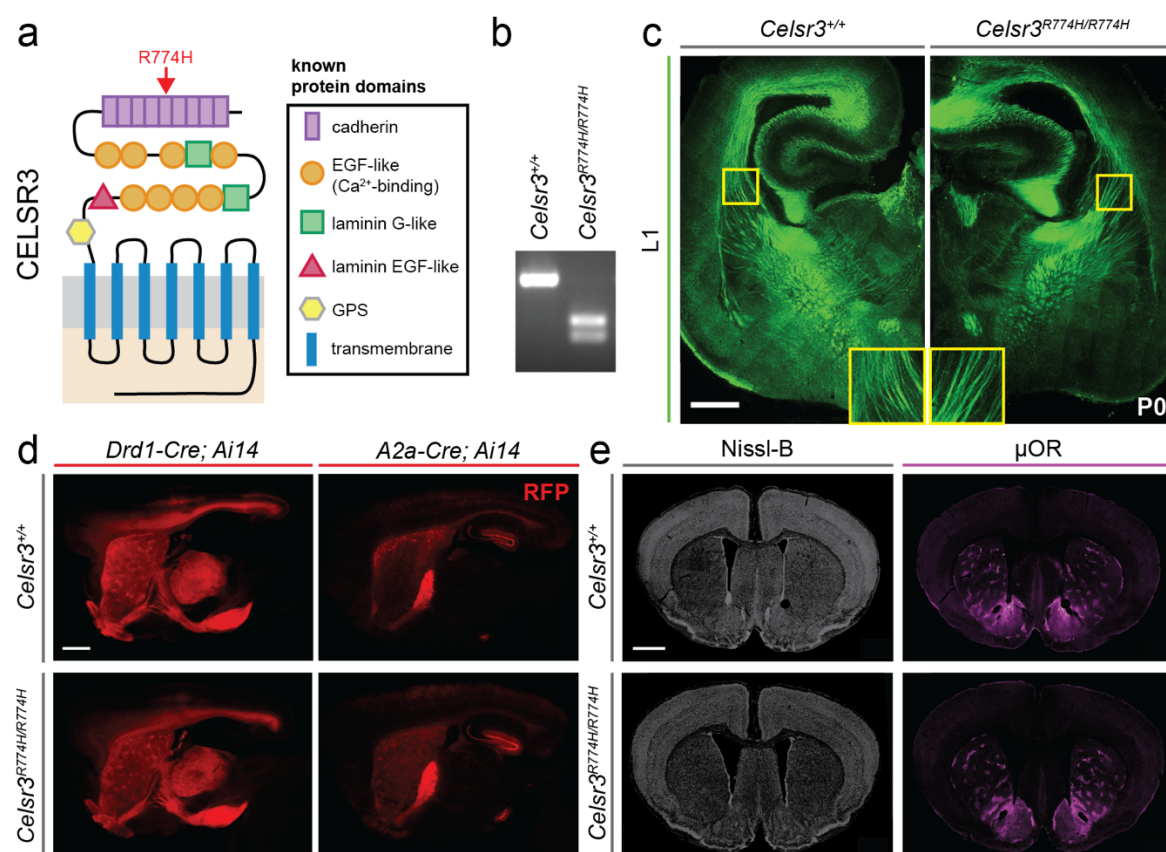 a
CELSR3
R774H
known
protein domains
cadherin
EGF-like
(Ca²⁺-binding)
laminin G-like
laminin EGF-like
GPS
transmembrane
b
Celsr3+/+
Celsr3R774H/R774H
c
Celsr3+/+
Celsr3R774H/R774H
L1
P0
d
Drd1-Cre; Ai14
A2a-Cre; Ai14
RFP
Celsr3+/+
Celsr3R774H/R774H
e
Nissl-B
µOR
Celsr3+/+
Celsr3R774H/R774H